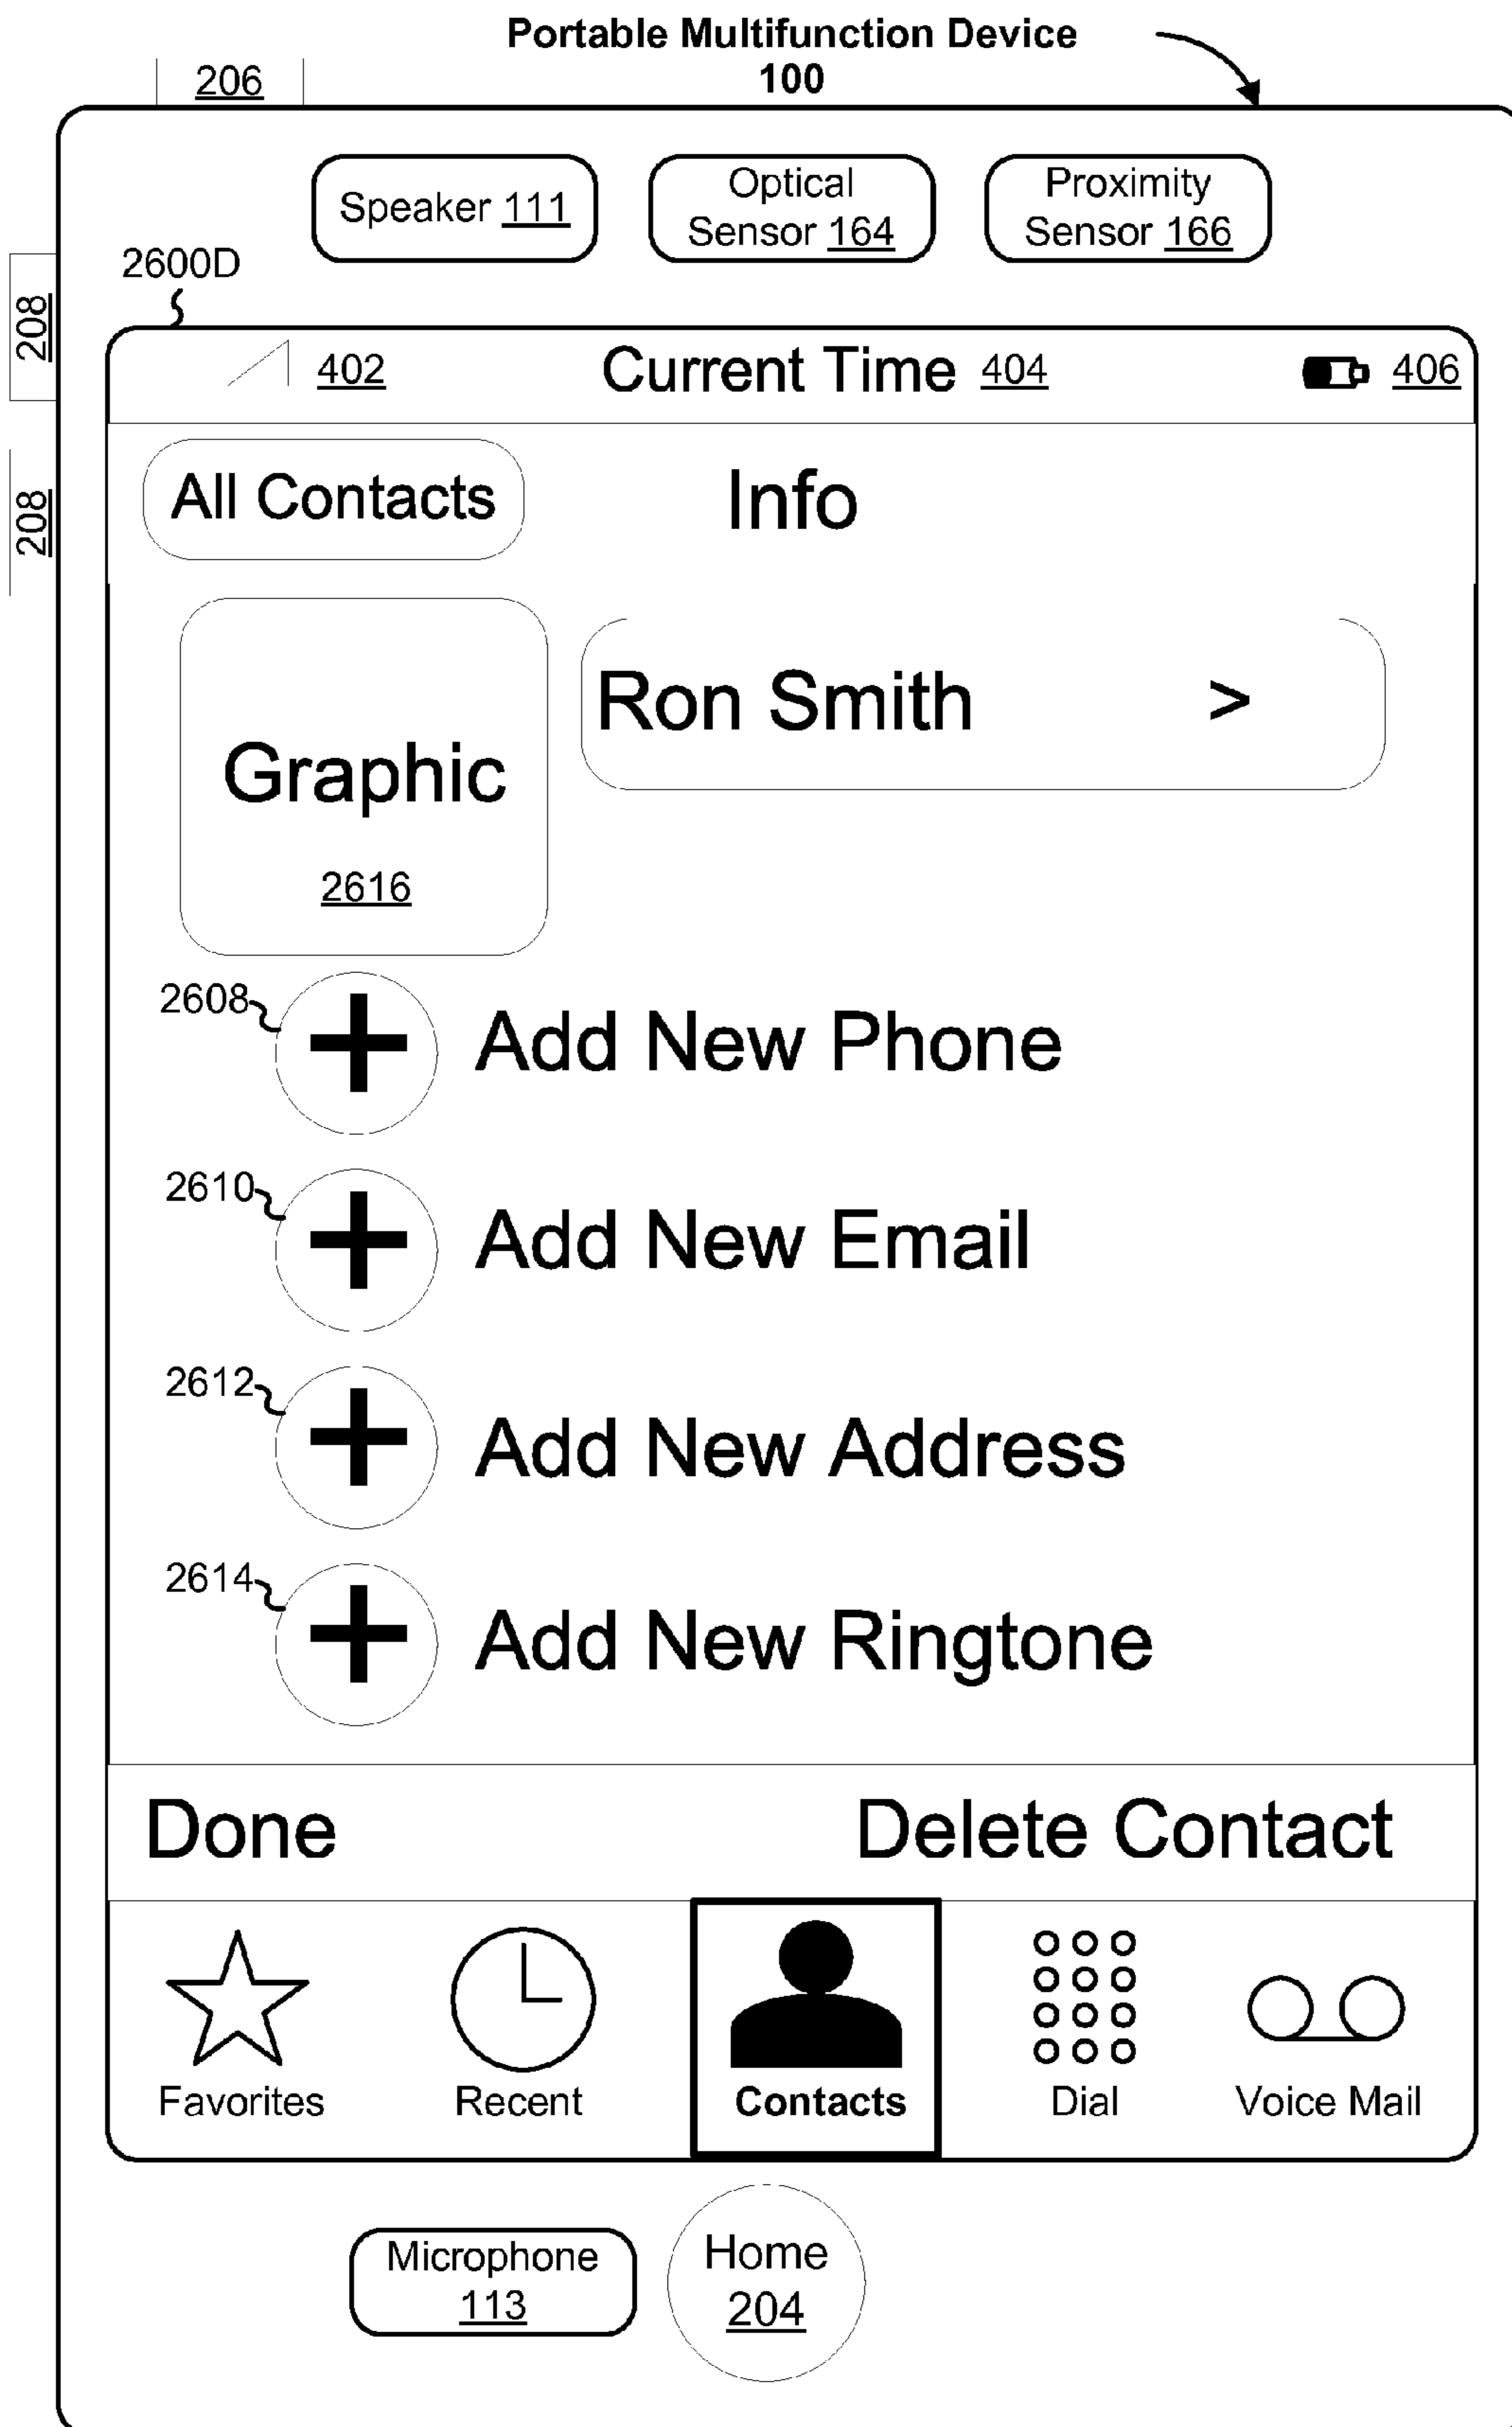 Portable Multifunction Device
100
206
Speaker 111
Optical
Sensor 164
Proximity
Sensor 166
2600D
208
208
402
Current Time 404
406
All Contacts
Info
Graphic
2616
Ron Smith >
2608
Add New Phone
2610
Add New Email
2612
Add New Address
2614
Add New Ringtone
Done
Delete Contact
Favorites
Recent
Contacts
Dial
Voice Mail
Microphone
113
Home
204